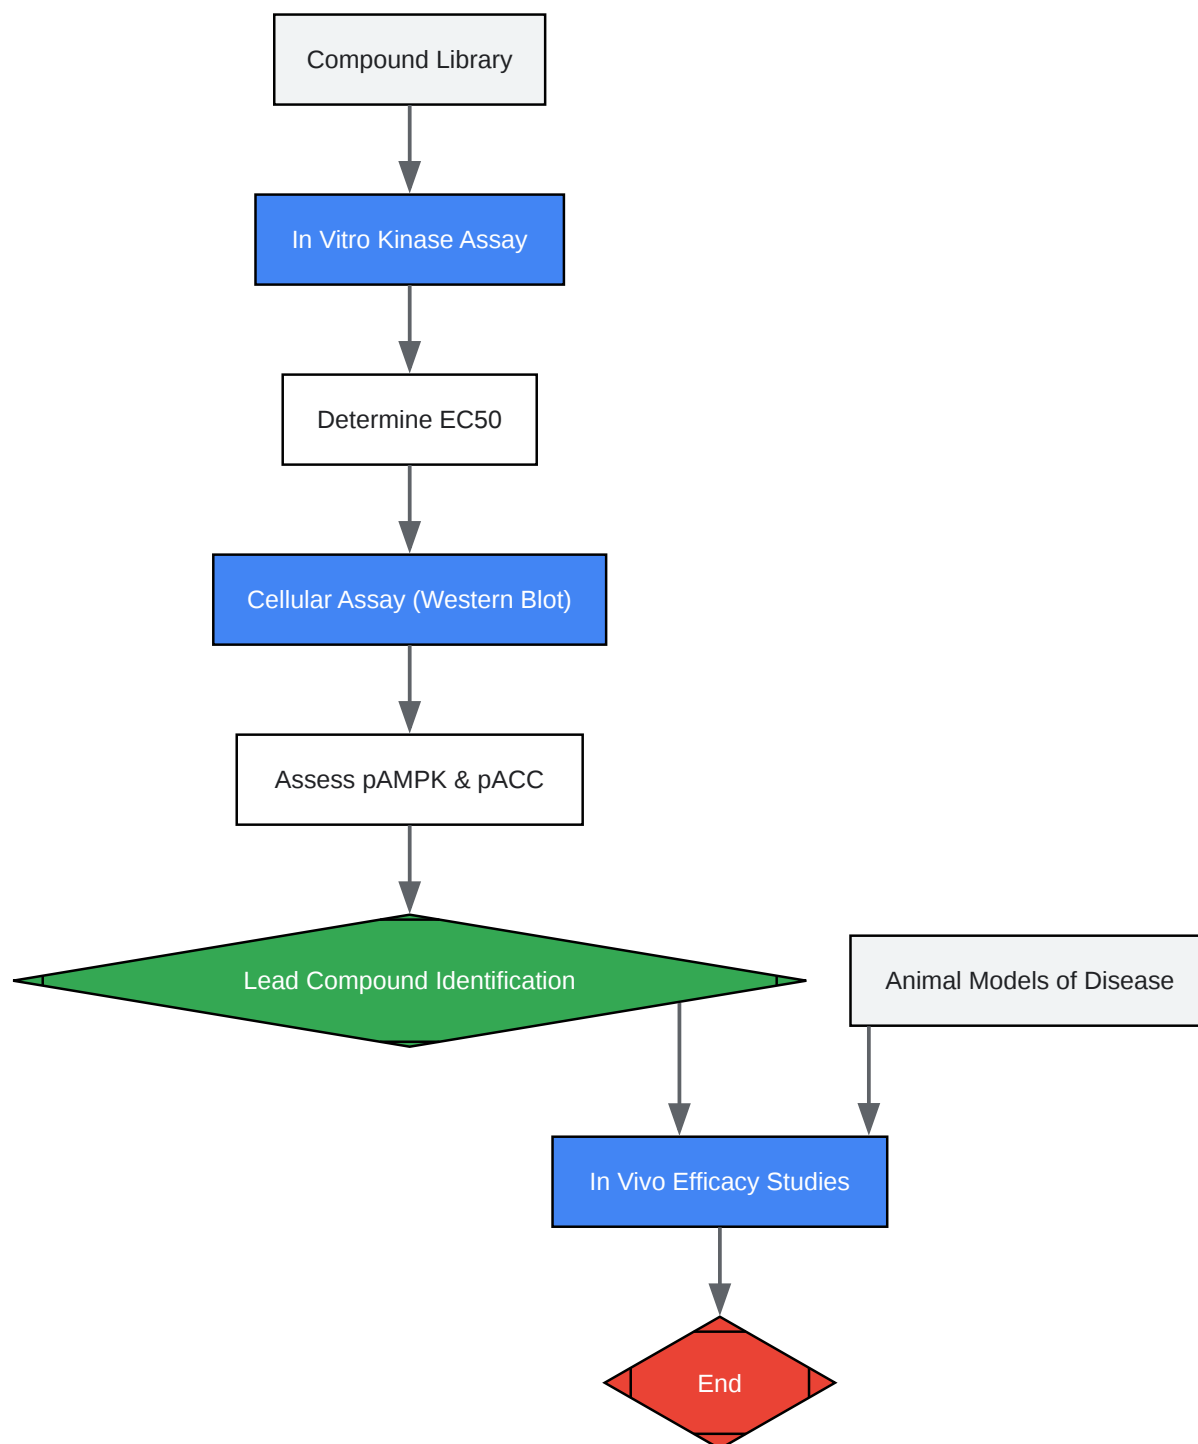 Compound Library
In Vitro Kinase Assay
Determine EC50
Cellular Assay (Western Blot)
Assess pAMPK & pACC
Lead Compound Identification
Animal Models of Disease
In Vivo Efficacy Studies
End